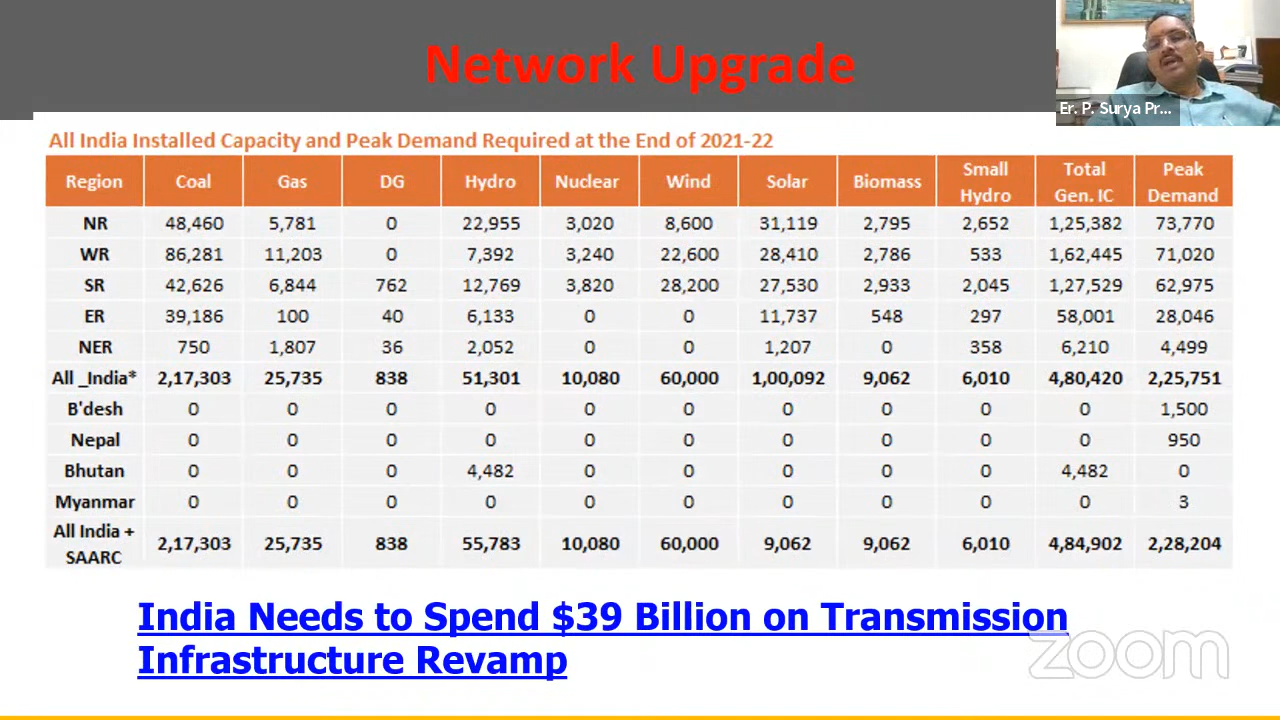 Network Upgrade
Er. P. Surya Pr...
All India Installed Capacity and Peak Demand Required at the End of 2021-22
Region Coal Gas DG Hydro Nuclear Wind Solar Biomass Small Hydro Total Gen. IC Peak Demand
NR 48,460 5,781 0 22,955 3,020 8,600 31,119 2,795 2,652 1,25,382 73,770
WR 86,281 11,203 0 7,392 3,240 22,600 28,410 2,786 533 1,62,445 71,020
SR 42,626 6,844 762 12,769 3,820 28,200 27,530 2,933 2,045 1,27,529 62,975
ER 39,186 100 40 6,133 0 0 11,737 548 297 58,001 28,046
NER 750 1,807 36 2,052 0 0 1,207 0 358 6,210 4,499
All _India* 2,17,303 25,735 838 51,301 10,080 60,000 1,00,092 9,062 6,010 4,80,420 2,25,751
B'desh 0 0 0 0 0 0 0 0 0 0 1,500
Nepal 0 0 0 0 0 0 0 0 0 0 950
Bhutan 0 0 0 4,482 0 0 0 0 0 4,482 0
Myanmar 0 0 0 0 0 0 0 0 0 0 3
All India + SAARC 2,17,303 25,735 838 55,783 10,080 60,000 9,062 9,062 6,010 4,84,902 2,28,204
India Needs to Spend $39 Billion on Transmission
Infrastructure Revamp
zoom